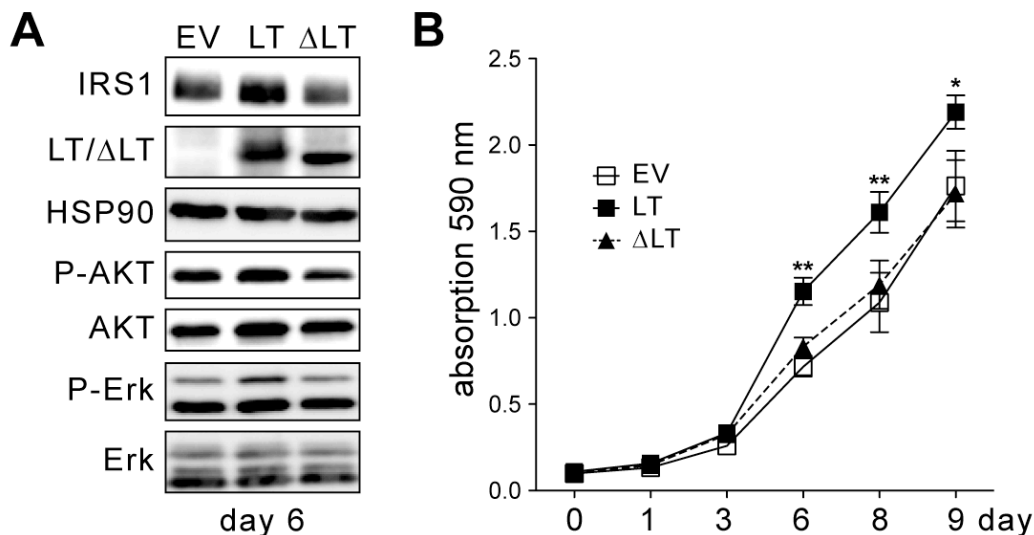 A
EV LT ΔLT
IRS1
LT/ΔLT
HSP90
P-AKT
AKT
P-Erk
Erk
day 6
B
absorption 590 nm
2.5
2.0
1.5
1.0
0.5
0.0
EV
LT
ΔLT
**
**
*
0 1 3 6 8 9 day